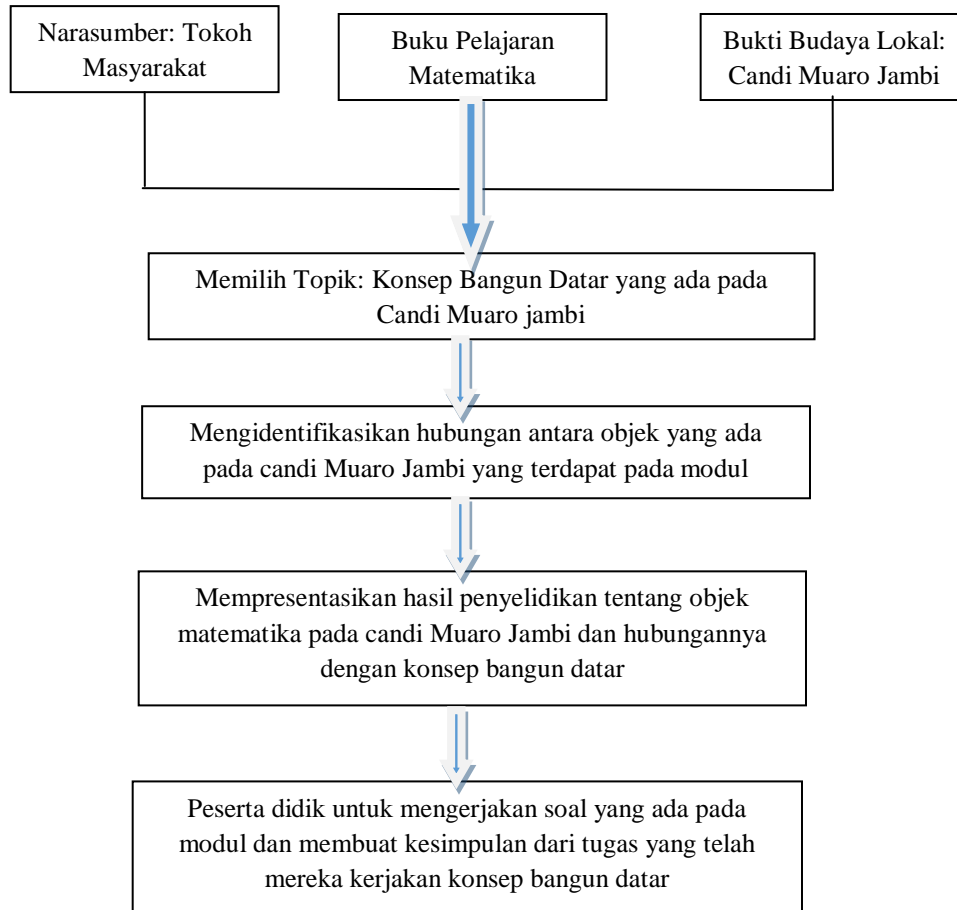 Narasumber: Tokoh
Masyarakat
Buku Pelajaran
Matematika
Bukti Budaya Lokal:
Candi Muaro Jambi
Memilih Topik: Konsep Bangun Datar yang ada pada
Candi Muaro jambi
Mengidentifikasikan hubungan antara objek yang ada
pada candi Muaro Jambi yang terdapat pada modul
Mempresentasikan hasil penyelidikan tentang objek
matematika pada candi Muaro Jambi dan hubungannya
dengan konsep bangun datar
Peserta didik untuk mengerjakan soal yang ada pada
modul dan membuat kesimpulan dari tugas yang telah
mereka kerjakan konsep bangun datar